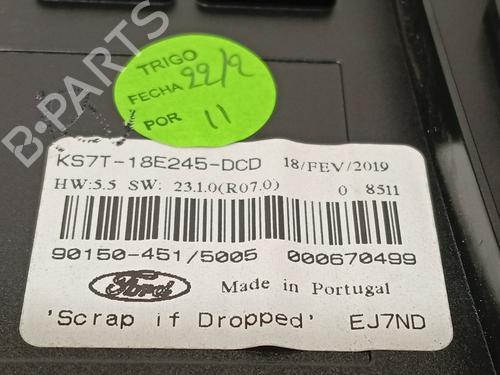 B-PARTS
TRIGO
FECHA 22/2
POR 11
KS7T-18E245-DCD 18/FEV/2019
HW:5.5 SW: 23.1.0(R07.0) 0 8511
90150-451/5005 000670499
Ford Made in Portugal
'Scrap if Dropped' EJ7ND